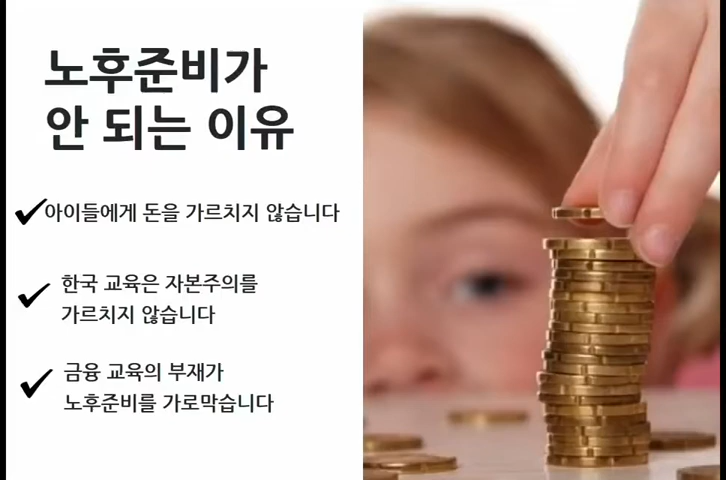 노후준비가
안 되는 이유
아이들에게 돈을 가르치지 않습니다
한국 교육은 자본주의를
가르치지 않습니다
금융 교육의 부재가
노후준비를 가로막습니다